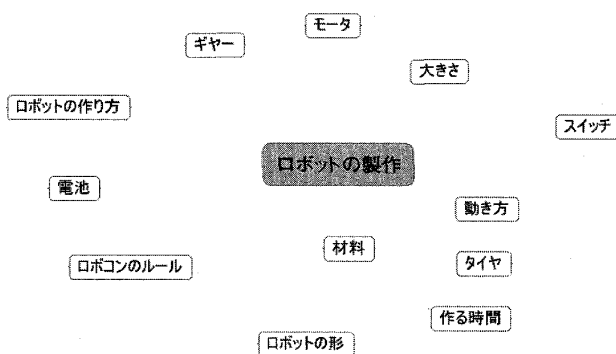 モータ
ギヤー
大きさ
ロボットの作り方
スイッチ
ロボットの製作
電池
動き方
材料
タイヤ
ロボコンのルール
作る時間
ロボットの形